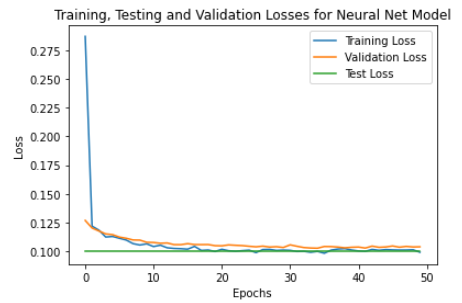 Training, Testing and Validation Losses for Neural Net Model
Training Loss
Validation Loss
Test Loss
Loss
0.275
0.250
0.225
0.200
0.175
0.150
0.125
0.100
0
10
20
30
40
50
Epochs